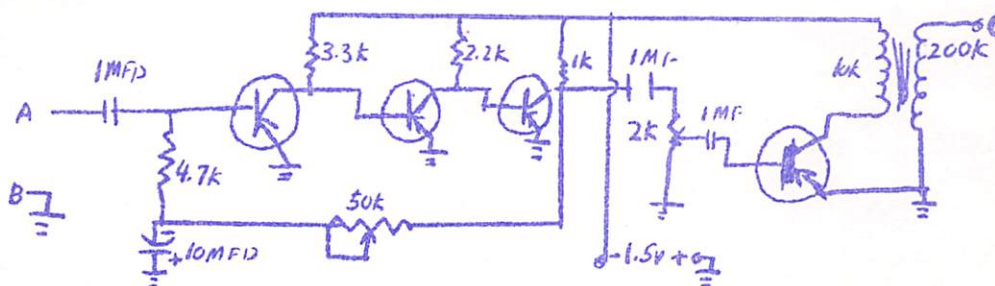 1MFD
A
3.3k
2.2k
1k
1MF
10k
200k
C
4.7k
2k
1MF
B
50k
+10MFD
-1.5v+